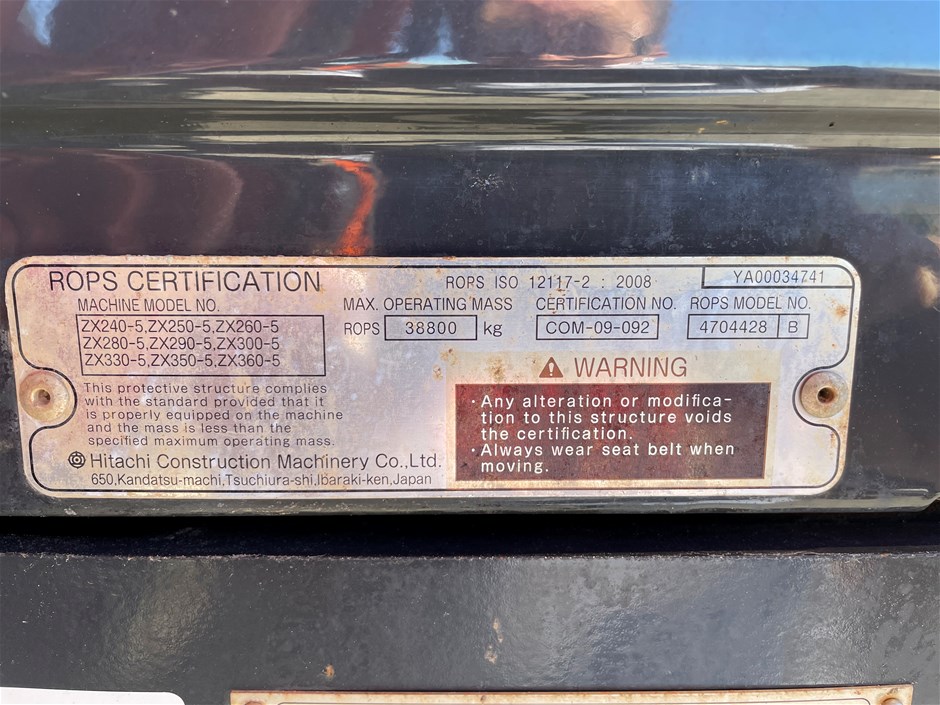 ROPS CERTIFICATION
ROPS ISO 12117-2 : 2008
YA00034741
MACHINE MODEL NO.
ZX240-5,ZX250-5,ZX260-5
ZX280-5,ZX290-5,ZX300-5
ZX330-5,ZX350-5,ZX360-5
MAX. OPERATING MASS
ROPS 38800 kg
CERTIFICATION NO.
COM-09-092
ROPS MODEL NO.
4704428 B
This protective structure complies
with the standard provided that it
is properly equipped on the machine
and the mass is less than the
specified maximum operating mass.
Hitachi Construction Machinery Co.,Ltd.
650,Kandatsu-machi,Tsuchiura-shi,Ibaraki-ken,Japan
WARNING
·Any alteration or modifica-
tion to this structure voids
the certification.
·Always wear seat belt when
moving.